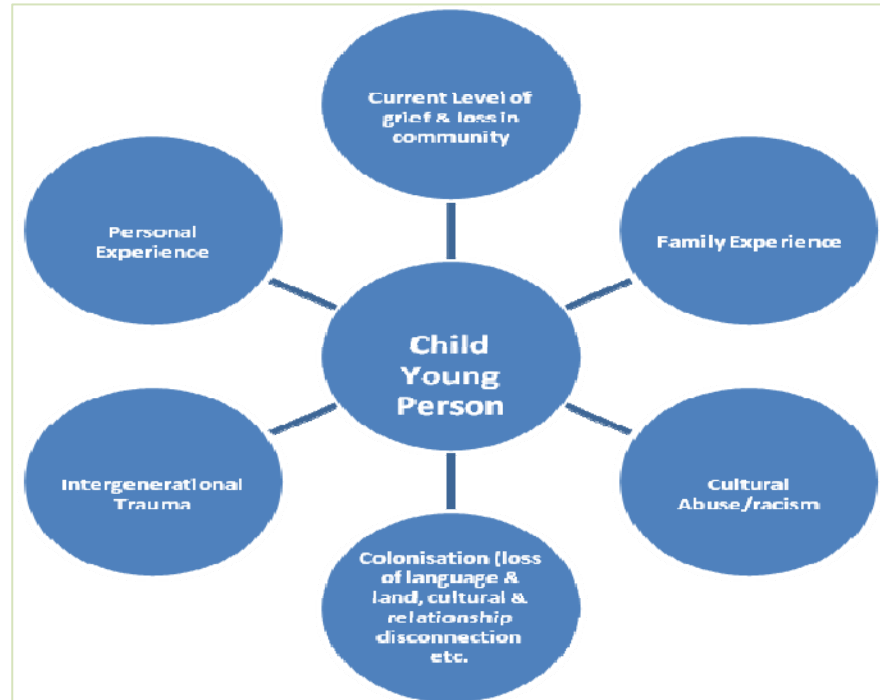 Current Level of
grief & loss in
community
Personal
Experience
Family Experience
Child
Young
Person
Intergenerational
Trauma
Cultural
Abuse/racism
Colonisation (loss
of language &
land, cultural &
relationship
disconnection
etc.